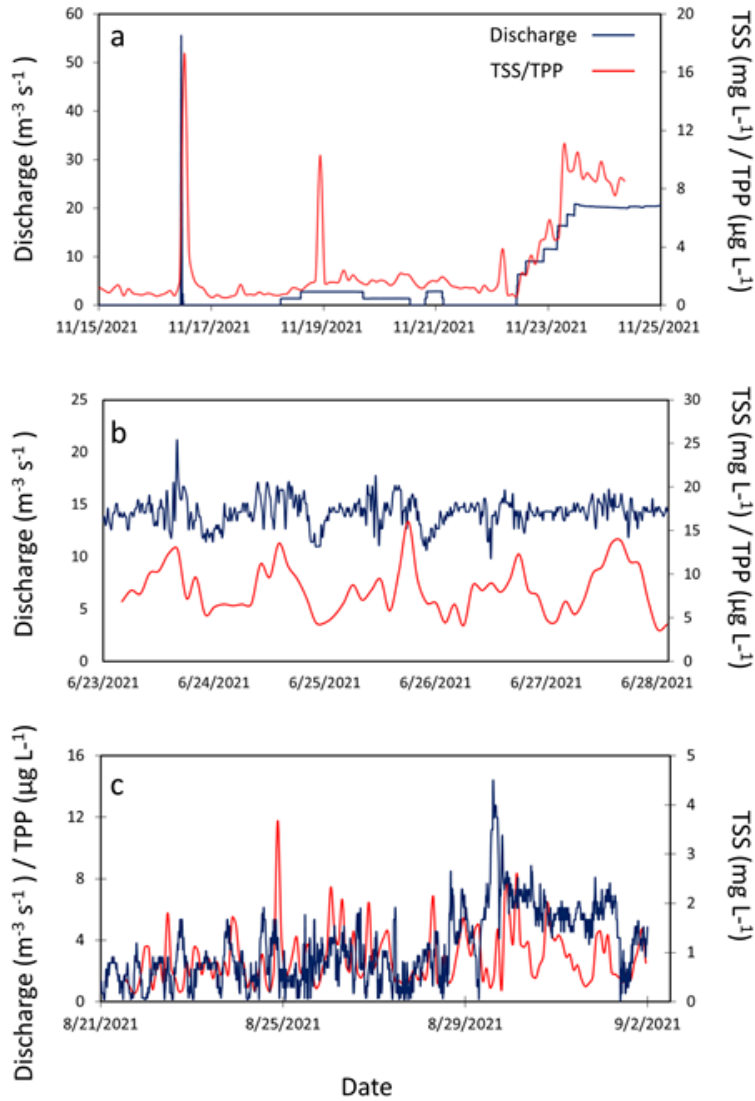 a
Discharge
TSS/TPP
Discharge (m⁻³ s⁻¹ )
60
50
40
30
20
10
0
20
16
12
8
4
0
TSS (mg L⁻¹) / TPP (µg L⁻¹)
11/15/2021 11/17/2021 11/19/2021 11/21/2021 11/23/2021 11/25/2021
b
Discharge (m⁻³ s⁻¹ )
25
20
15
10
5
0
30
25
20
15
10
5
0
TSS (mg L⁻¹) / TPP (µg L⁻¹)
6/23/2021 6/24/2021 6/25/2021 6/26/2021 6/27/2021 6/28/2021
c
Discharge (m⁻³ s⁻¹ ) / TPP (µg L⁻¹)
16
12
8
4
0
5
4
3
2
1
0
TSS (mg L⁻¹)
8/21/2021 8/25/2021 8/29/2021 9/2/2021
Date